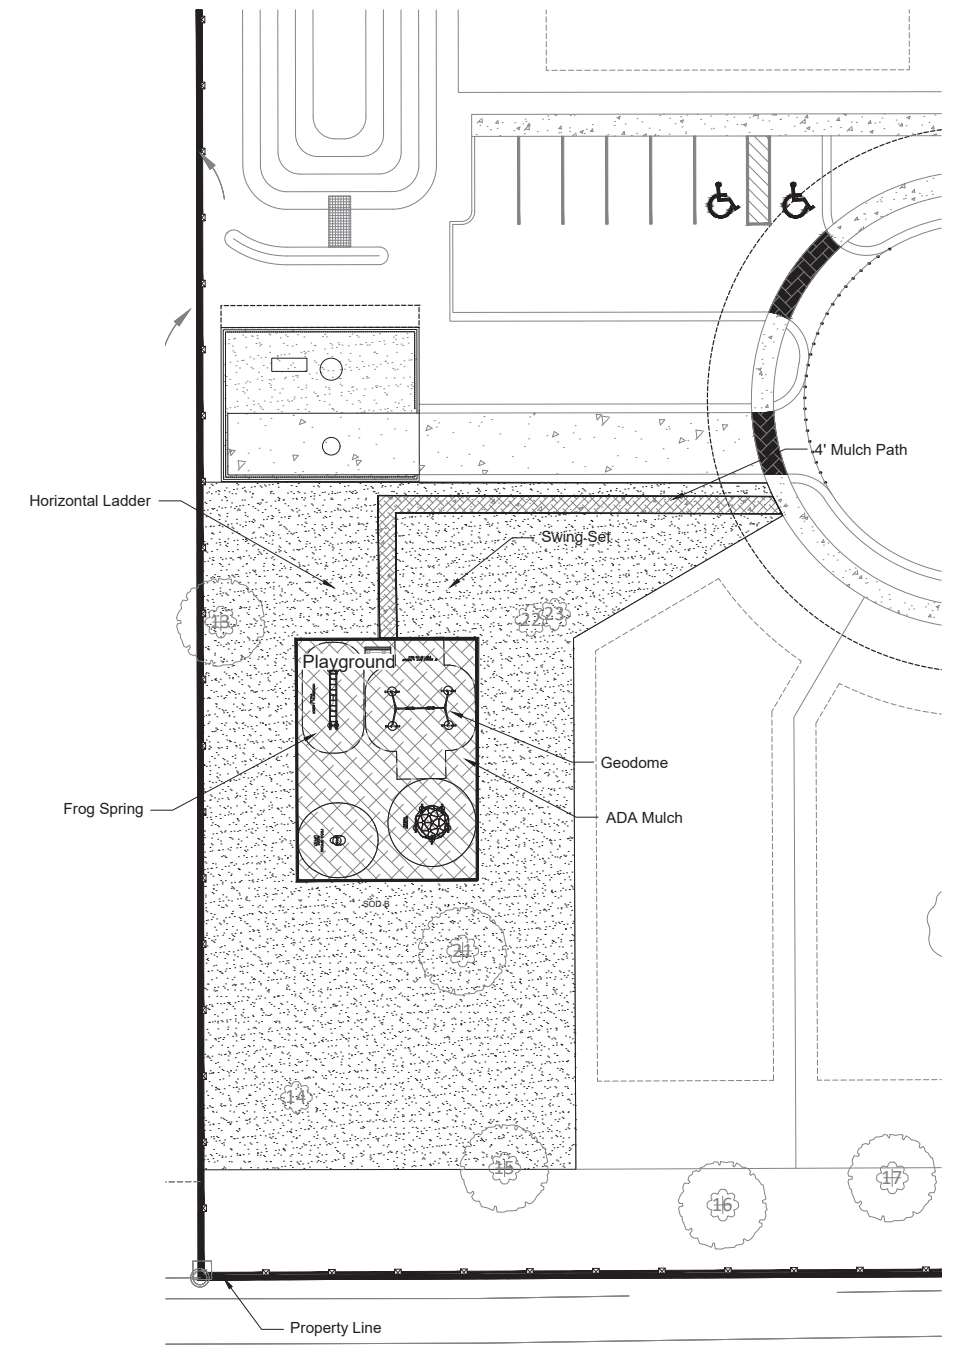 4' Mulch Path
Horizontal Ladder
Swing Set
13
22
23
Playground
Geodome
Frog Spring
ADA Mulch
SOD B
21
14
15
17
16
Property Line